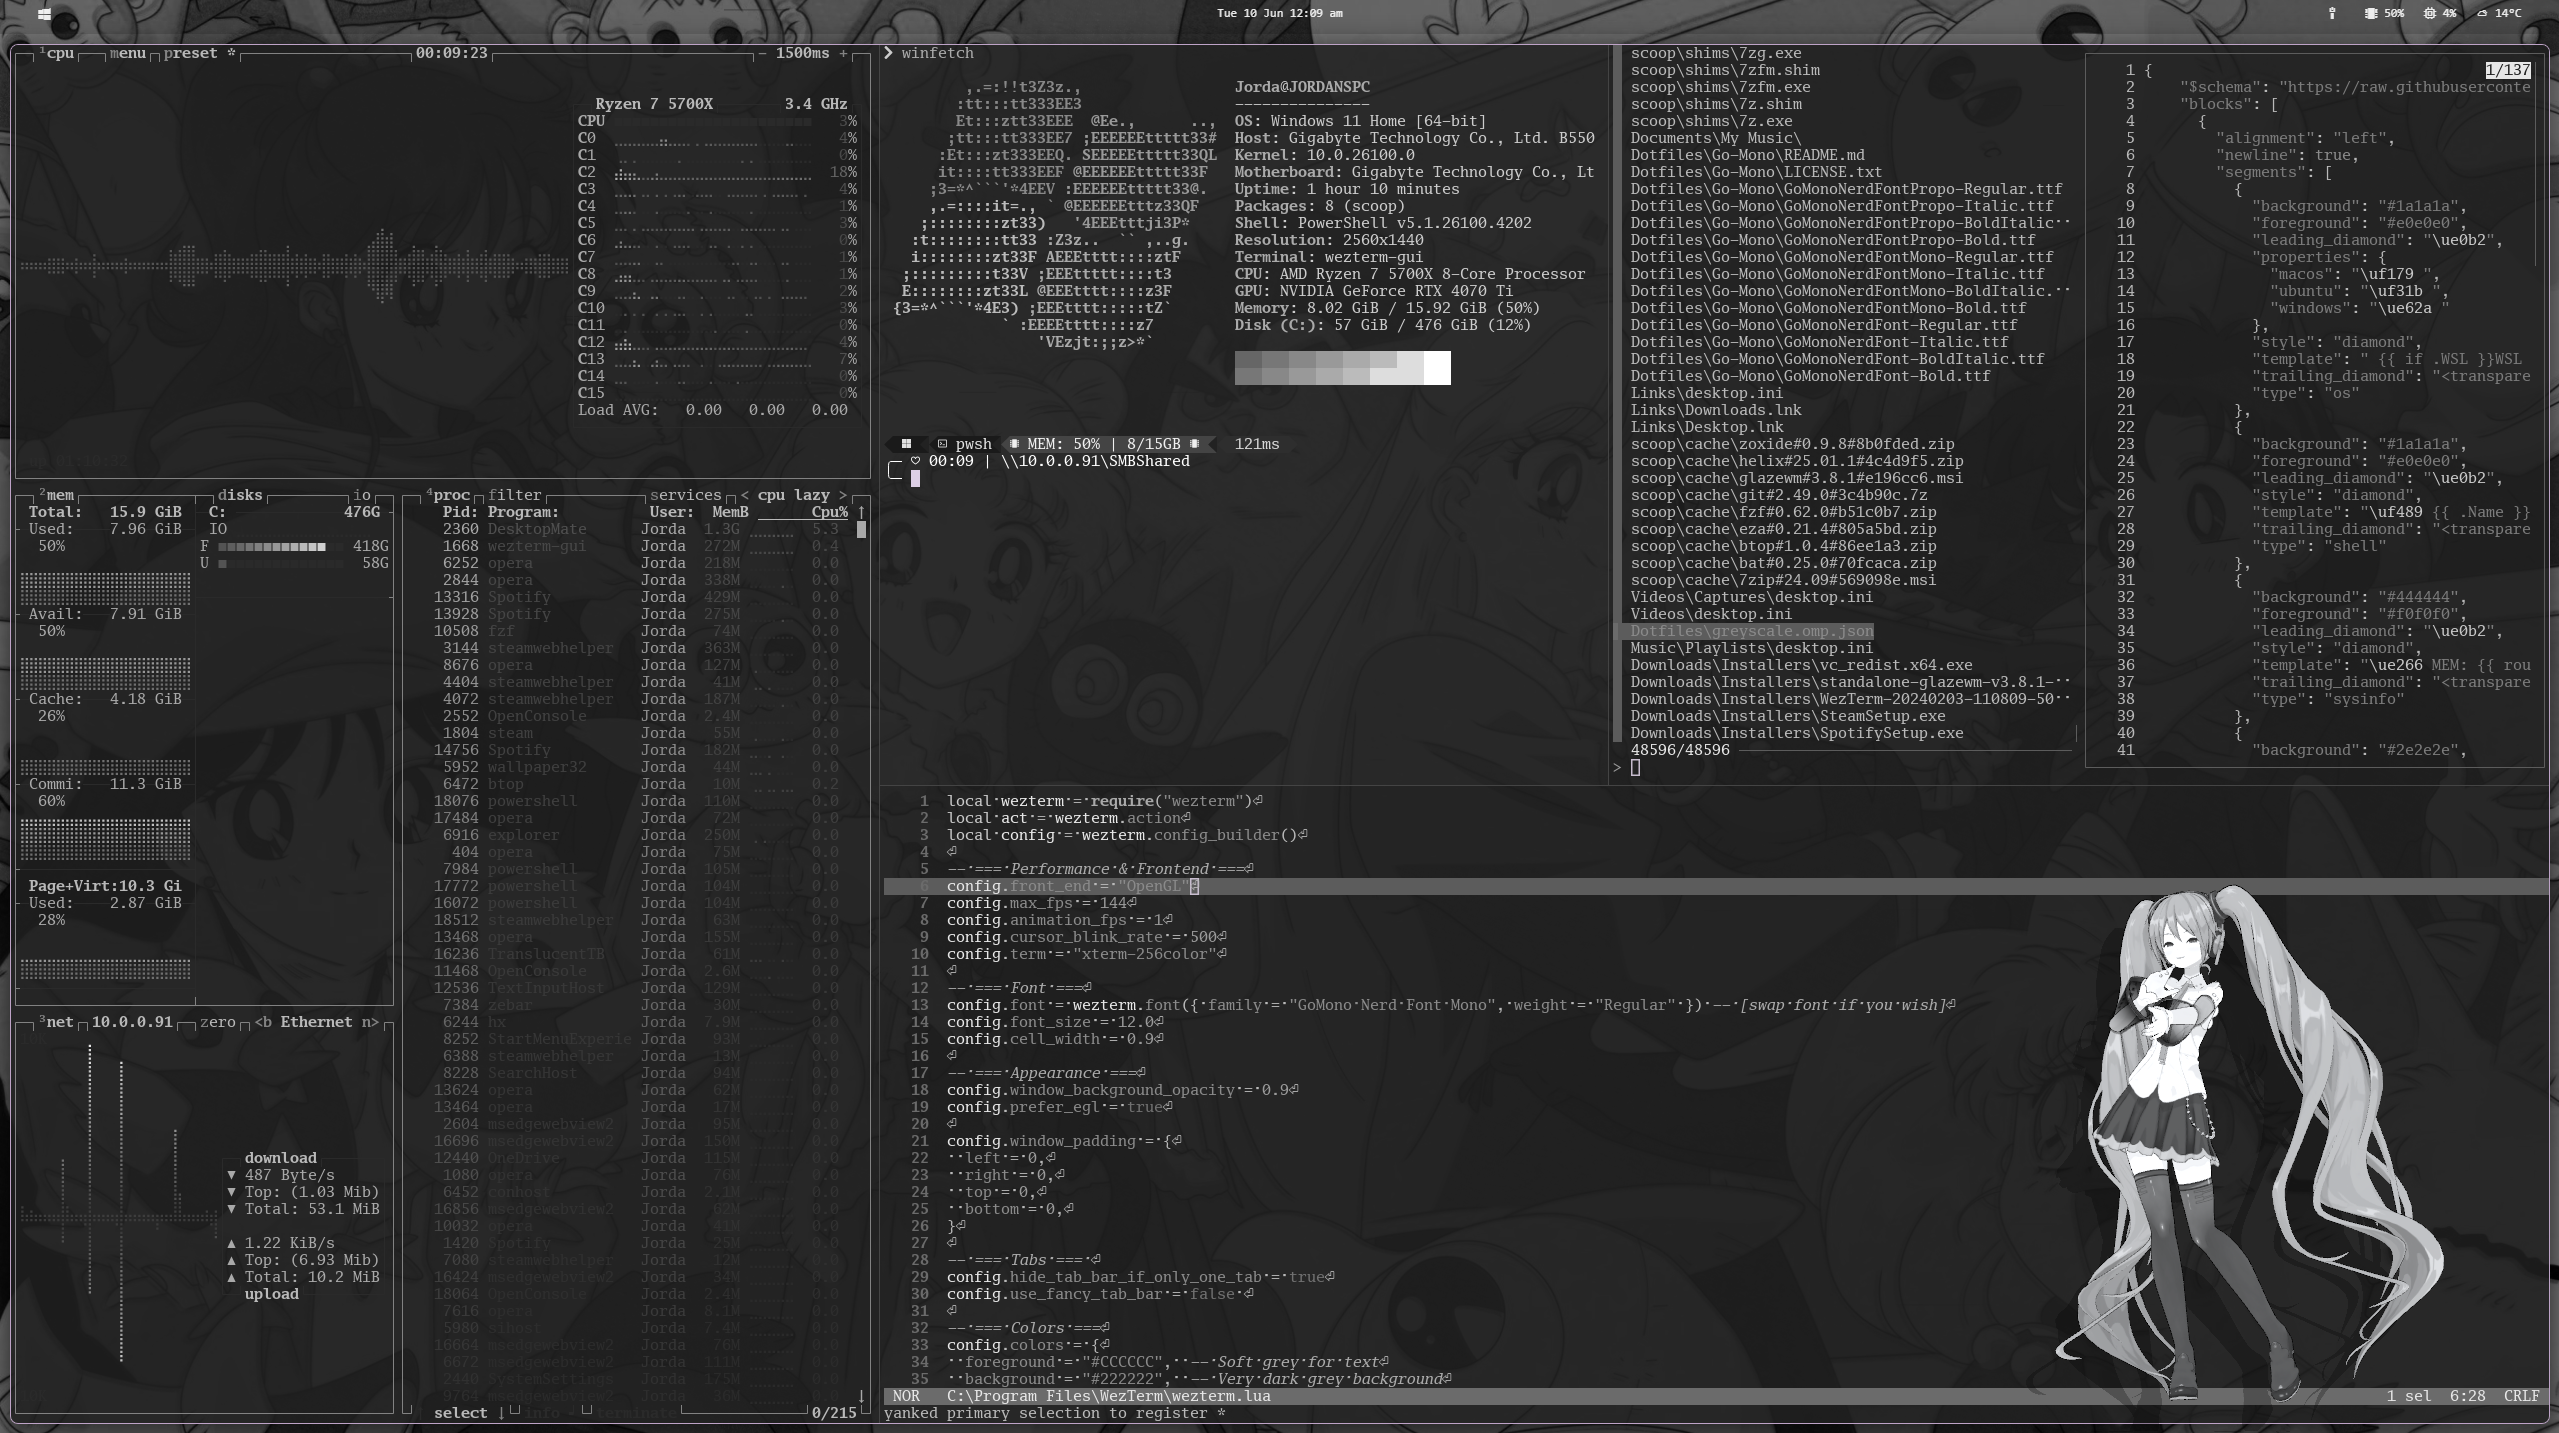 Tue 10 Jun 12:09 am
50% 4% 14°C
¹cpu menu preset * 00:09:23 - 1500ms +
Ryzen 7 5700X 3.4 GHz
CPU 3%
C0 4%
C1 0%
C2 18%
C3 4%
C4 1%
C5 3%
C6 0%
C7 1%
C8 1%
C9 2%
C10 3%
C11 0%
C12 4%
C13 7%
C14 0%
C15 0%
Load AVG: 0.00 0.00 0.00
²mem disks io
Total: 15.9 GiB C: 476G
Used: 7.96 GiB IO
50% F 418G
U 58G
Avail: 7.91 GiB
50%
Cache: 4.18 GiB
26%
Commi: 11.3 GiB
60%
Page+Virt:10.3 Gi
Used: 2.87 GiB
28%
³net 10.0.0.91 zero <b Ethernet n>
download
▼ 487 Byte/s
▼ Top: (1.03 Mib)
▼ Total: 53.1 MiB
▲ 1.22 KiB/s
▲ Top: (6.93 Mib)
▲ Total: 10.2 MiB
upload
⁴proc filter services < cpu lazy >
Pid: Program: User: MemB Cpu% ↑
2360 DesktopMate Jorda 1.3G 5.3
1668 wezterm-gui Jorda 272M 0.4
6252 opera Jorda 218M 0.0
2844 opera Jorda 338M 0.0
13316 Spotify Jorda 429M 0.0
13928 Spotify Jorda 275M 0.0
10508 fzf Jorda 74M 0.0
3144 steamwebhelper Jorda 363M 0.0
8676 opera Jorda 127M 0.0
4404 steamwebhelper Jorda 41M 0.0
4072 steamwebhelper Jorda 187M 0.0
2552 OpenConsole Jorda 2.4M 0.0
1804 steam Jorda 55M 0.0
14756 Spotify Jorda 182M 0.0
5952 wallpaper32 Jorda 44M 0.0
6472 btop Jorda 10M 0.2
18076 powershell Jorda 110M 0.0
17484 opera Jorda 72M 0.0
6916 explorer Jorda 250M 0.0
404 opera Jorda 75M 0.0
7984 powershell Jorda 105M 0.0
17772 powershell Jorda 104M 0.0
16072 powershell Jorda 104M 0.0
18512 steamwebhelper Jorda 63M 0.0
13468 opera Jorda 155M 0.0
16236 TranslucentTB Jorda 61M 0.0
11468 OpenConsole Jorda 2.6M 0.0
12536 TextInputHost Jorda 129M 0.0
7384 zebar Jorda 30M 0.0
6244 hx Jorda 7.9M 0.0
8252 StartMenuExperie Jorda 93M 0.0
6388 steamwebhelper Jorda 13M 0.0
8228 SearchHost Jorda 94M 0.0
13624 opera Jorda 62M 0.0
13464 opera Jorda 17M 0.0
2604 msedgewebview2 Jorda 95M 0.0
16696 msedgewebview2 Jorda 150M 0.0
12440 OneDrive Jorda 115M 0.0
1080 opera Jorda 76M 0.0
6452 conhost Jorda 2.1M 0.0
16856 msedgewebview2 Jorda 62M 0.0
10032 opera Jorda 41M 0.0
1420 Spotify Jorda 25M 0.0
7080 steamwebhelper Jorda 12M 0.0
16424 msedgewebview2 Jorda 34M 0.0
18064 OpenConsole Jorda 2.4M 0.0
7616 opera Jorda 8.1M 0.0
5980 sihost Jorda 7.4M 0.0
16664 msedgewebview2 Jorda 76M 0.0
6672 msedgewebview2 Jorda 111M 0.0
2440 SystemSettings Jorda 175M 0.0
9764 msedgewebview2 Jorda 0.0 ↓
select ↓ info terminate 0/215
❯ winfetch
,.=:!!t3Z3z.,
:tt:::tt333EE3
Et:::ztt33EEE @Ee., ..,
;tt:::tt333EE7 ;EEEEEEttttt33#
:Et:::zt333EEQ. SEEEEEttttt33QL
it::::tt333EEF @EEEEEEttttt33F
;3=*^```'*4EEV :EEEEEEttttt33@.
,.=::::it=., ` @EEEEEEtttz33QF
;::::::::zt33) '4EEEtttji3P*
:t::::::::tt33 :Z3z.. `` ,..g.
i::::::::zt33F AEEEtttt::::ztF
;:::::::::t33V ;EEEttttt::::t3
E::::::::zt33L @EEEtttt::::z3F
{3=*^```'*4E3) ;EEEtttt:::::tZ`
` :EEEEtttt::::z7
'VEzjt:;;z>*`
Jorda@JORDANSPC
---------------
OS: Windows 11 Home [64-bit]
Host: Gigabyte Technology Co., Ltd. B550
Kernel: 10.0.26100.0
Motherboard: Gigabyte Technology Co., Lt
Uptime: 1 hour 10 minutes
Packages: 8 (scoop)
Shell: PowerShell v5.1.26100.4202
Resolution: 2560x1440
Terminal: wezterm-gui
CPU: AMD Ryzen 7 5700X 8-Core Processor
GPU: NVIDIA GeForce RTX 4070 Ti
Memory: 8.02 GiB / 15.92 GiB (50%)
Disk (C:): 57 GiB / 476 GiB (12%)
pwsh MEM: 50% | 8/15GB 121ms
♡ 00:09 | \\10.0.0.91\SMBShared
scoop\shims\7zg.exe
scoop\shims\7zfm.shim
scoop\shims\7zfm.exe
scoop\shims\7z.shim
scoop\shims\7z.exe
Documents\My Music\
Dotfiles\Go-Mono\README.md
Dotfiles\Go-Mono\LICENSE.txt
Dotfiles\Go-Mono\GoMonoNerdFontPropo-Regular.ttf
Dotfiles\Go-Mono\GoMonoNerdFontPropo-Italic.ttf
Dotfiles\Go-Mono\GoMonoNerdFontPropo-BoldItalic··
Dotfiles\Go-Mono\GoMonoNerdFontPropo-Bold.ttf
Dotfiles\Go-Mono\GoMonoNerdFontMono-Regular.ttf
Dotfiles\Go-Mono\GoMonoNerdFontMono-Italic.ttf
Dotfiles\Go-Mono\GoMonoNerdFontMono-BoldItalic.··
Dotfiles\Go-Mono\GoMonoNerdFontMono-Bold.ttf
Dotfiles\Go-Mono\GoMonoNerdFont-Regular.ttf
Dotfiles\Go-Mono\GoMonoNerdFont-Italic.ttf
Dotfiles\Go-Mono\GoMonoNerdFont-BoldItalic.ttf
Dotfiles\Go-Mono\GoMonoNerdFont-Bold.ttf
Links\desktop.ini
Links\Downloads.lnk
Links\Desktop.lnk
scoop\cache\zoxide#0.9.8#8b0fded.zip
scoop\cache\helix#25.01.1#4c4d9f5.zip
scoop\cache\glazewm#3.8.1#e196cc6.msi
scoop\cache\git#2.49.0#3c4b90c.7z
scoop\cache\fzf#0.62.0#b51c0b7.zip
scoop\cache\eza#0.21.4#805a5bd.zip
scoop\cache\btop#1.0.4#86ee1a3.zip
scoop\cache\bat#0.25.0#70fcaca.zip
scoop\cache\7zip#24.09#569098e.msi
Videos\Captures\desktop.ini
Videos\desktop.ini
Dotfiles\greyscale.omp.json
Music\Playlists\desktop.ini
Downloads\Installers\vc_redist.x64.exe
Downloads\Installers\standalone-glazewm-v3.8.1-··
Downloads\Installers\WezTerm-20240203-110809-50··
Downloads\Installers\SteamSetup.exe
Downloads\Installers\SpotifySetup.exe
48596/48596
>
1 { 1/137
2 "$schema": "https://raw.githubuserconte
3 "blocks": [
4 {
5 "alignment": "left",
6 "newline": true,
7 "segments": [
8 {
9 "background": "#1a1a1a",
10 "foreground": "#e0e0e0",
11 "leading_diamond": "\ue0b2",
12 "properties": {
13 "macos": "\uf179 ",
14 "ubuntu": "\uf31b ",
15 "windows": "\ue62a "
16 },
17 "style": "diamond",
18 "template": " {{ if .WSL }}WSL
19 "trailing_diamond": "<transpare
20 "type": "os"
21 },
22 {
23 "background": "#1a1a1a",
24 "foreground": "#e0e0e0",
25 "leading_diamond": "\ue0b2",
26 "style": "diamond",
27 "template": "\uf489 {{ .Name }}
28 "trailing_diamond": "<transpare
29 "type": "shell"
30 },
31 {
32 "background": "#444444",
33 "foreground": "#f0f0f0",
34 "leading_diamond": "\ue0b2",
35 "style": "diamond",
36 "template": "\ue266 MEM: {{ rou
37 "trailing_diamond": "<transpare
38 "type": "sysinfo"
39 },
40 {
41 "background": "#2e2e2e",
1 local·wezterm·=·require("wezterm")⏎
2 local·act·=·wezterm.action⏎
3 local·config·=·wezterm.config_builder()⏎
4 ⏎
5 --·===·Performance·&·Frontend·===⏎
6 config.front_end·=·"OpenGL"⏎
7 config.max_fps·=·144⏎
8 config.animation_fps·=·1⏎
9 config.cursor_blink_rate·=·500⏎
10 config.term·=·"xterm-256color"⏎
11 ⏎
12 --·===·Font·===⏎
13 config.font·=·wezterm.font({·family·=·"GoMono·Nerd·Font·Mono",·weight·=·"Regular"·})·--·[swap·font·if·you·wish]⏎
14 config.font_size·=·12.0⏎
15 config.cell_width·=·0.9⏎
16 ⏎
17 --·===·Appearance·===⏎
18 config.window_background_opacity·=·0.9⏎
19 config.prefer_egl·=·true⏎
20 ⏎
21 config.window_padding·=·{⏎
22 ··left·=·0,⏎
23 ··right·=·0,⏎
24 ··top·=·0,⏎
25 ··bottom·=·0,⏎
26 }⏎
27 ⏎
28 --·===·Tabs·===·⏎
29 config.hide_tab_bar_if_only_one_tab·=·true⏎
30 config.use_fancy_tab_bar·=·false·⏎
31 ⏎
32 --·===·Colors·===⏎
33 config.colors·=·{⏎
34 ··foreground·=·"#CCCCCC",··--·Soft·grey·for·text⏎
35 ··background·=·"#222222",··--·Very·dark·grey·background⏎
NOR C:\Program Files\WezTerm\wezterm.lua 1 sel 6:28 CRLF
yanked primary selection to register *